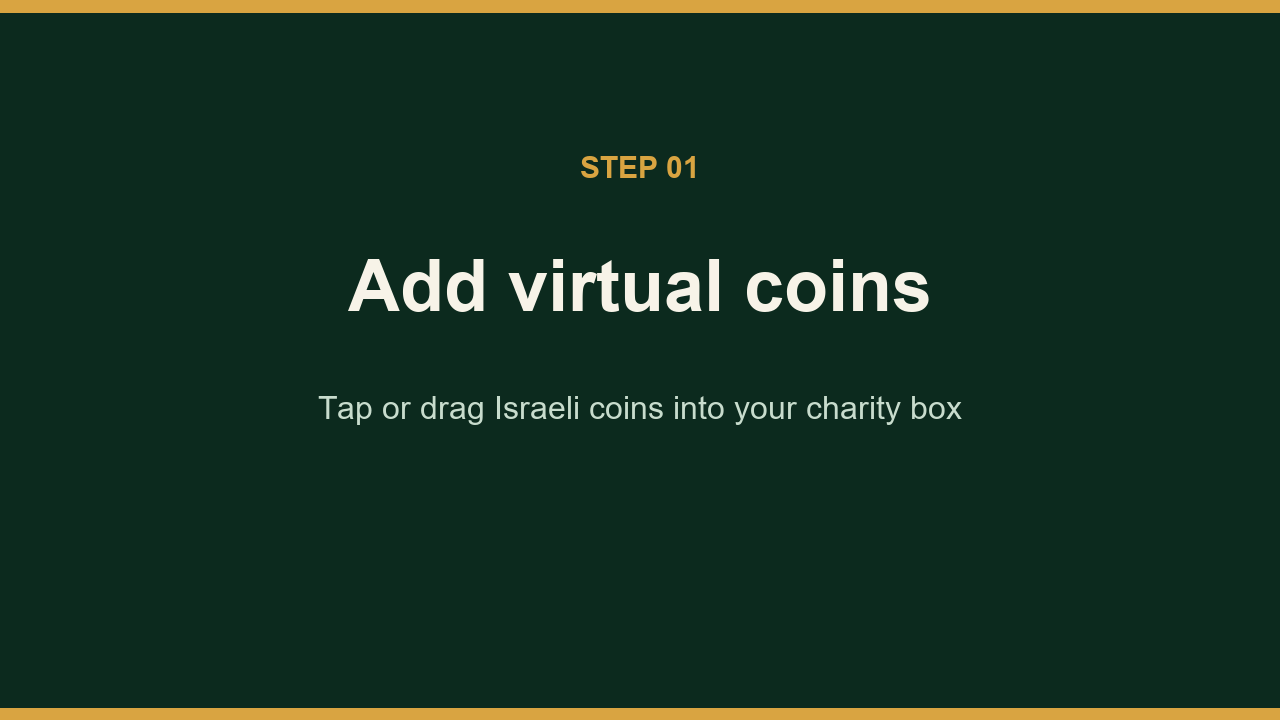 STEP 01
Add virtual coins
Tap or drag Israeli coins into your charity box